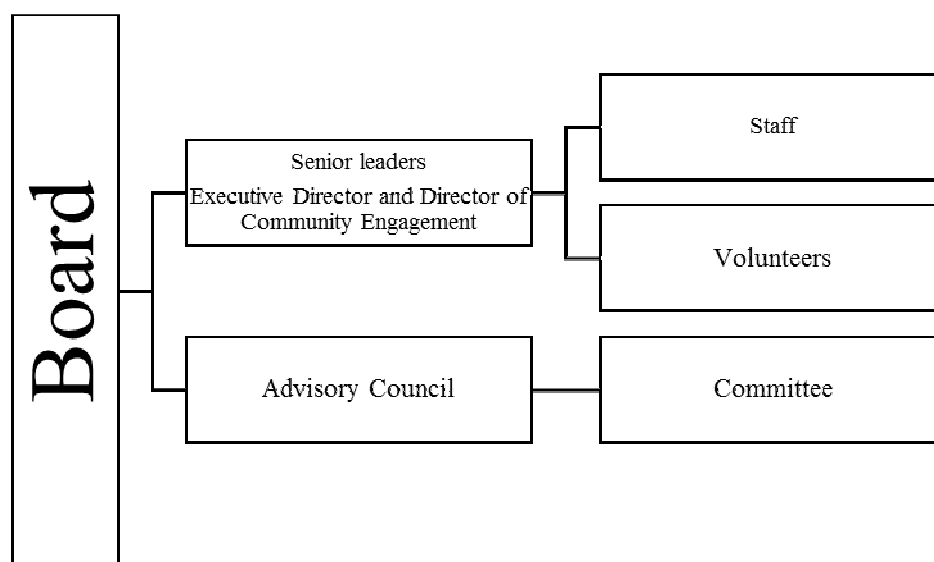 Board
Senior leaders
Executive Director and Director of
Community Engagement
Staff
Volunteers
Advisory Council
Committee